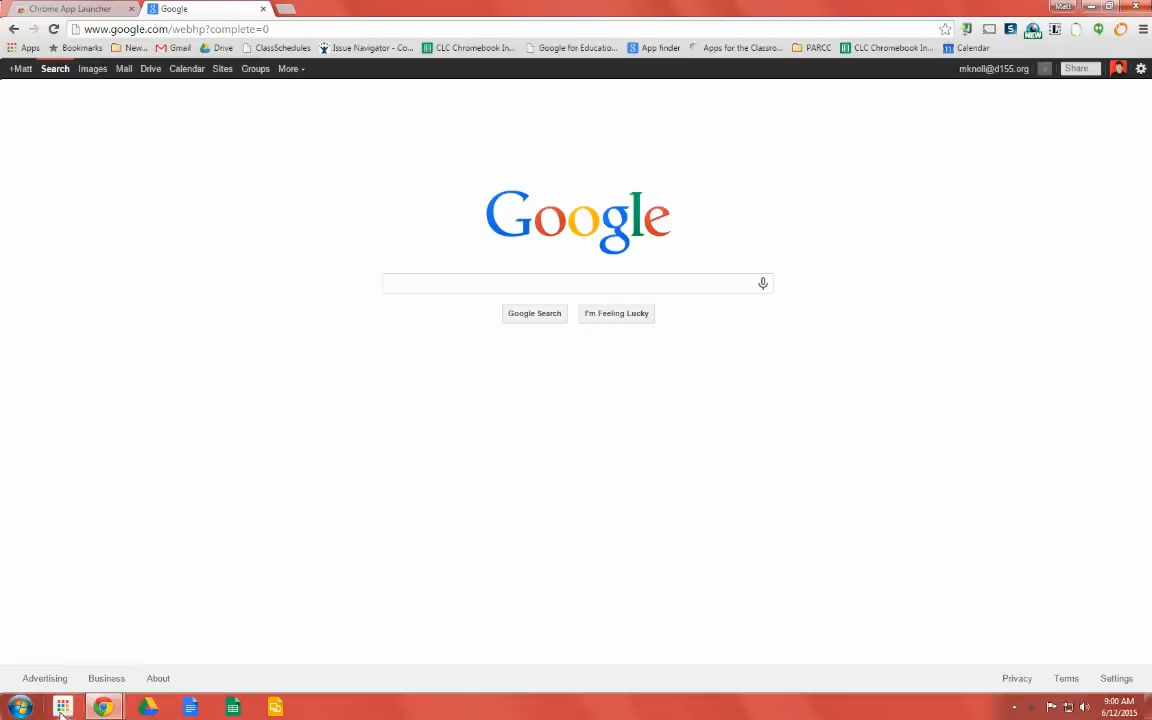 Chrome App Launcher Google Matt
www.google.com/webhp?complete=0
Apps Bookmarks New... Gmail Drive ClassSchedules Issue Navigator - Co... CLC Chromebook In... Google for Educatio... App finder Apps for the Classro... PARCC CLC Chromebook In... Calendar
+Matt Search Images Mail Drive Calendar Sites Groups More mknoll@d155.org Share
Google
Google Search I'm Feeling Lucky
Advertising Business About Privacy Terms Settings
9:00 AM
6/12/2015